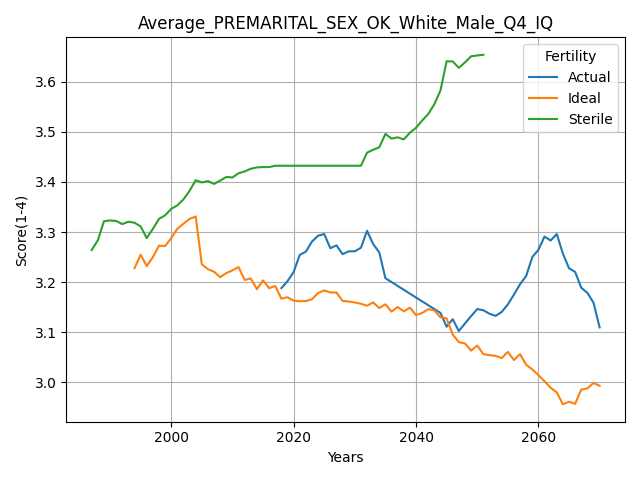 Average_PREMARITAL_SEX_OK_White_Male_Q4_IQ
Fertility
Actual
Ideal
Sterile
Score(1-4)
3.6
3.5
3.4
3.3
3.2
3.1
3.0
2000 2020 2040 2060
Years